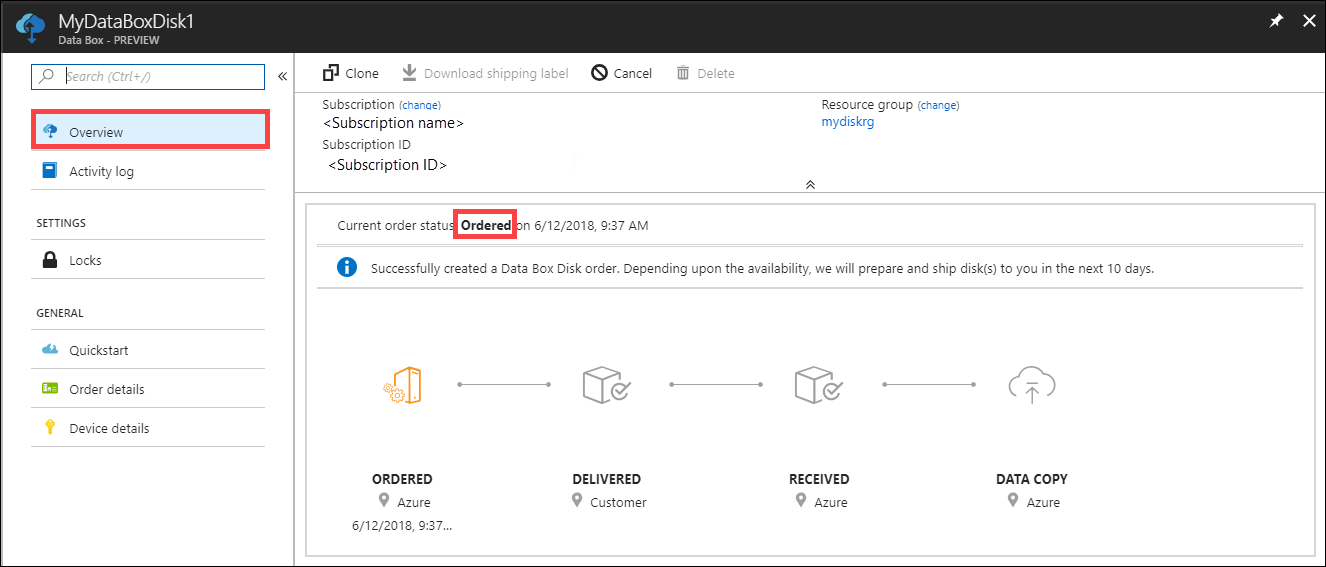 MyDataBoxDisk1
Data Box - PREVIEW
Search (Ctrl+/)
Overview
Activity log
SETTINGS
Locks
GENERAL
Quickstart
Order details
Device details
Clone Download shipping label Cancel Delete
Subscription (change) Resource group (change)
<Subscription name> mydiskrg
Subscription ID
<Subscription ID>
Current order status Ordered on 6/12/2018, 9:37 AM
Successfully created a Data Box Disk order. Depending upon the availability, we will prepare and ship disk(s) to you in the next 10 days.
ORDERED DELIVERED RECEIVED DATA COPY
Azure Customer Azure Azure
6/12/2018, 9:37...